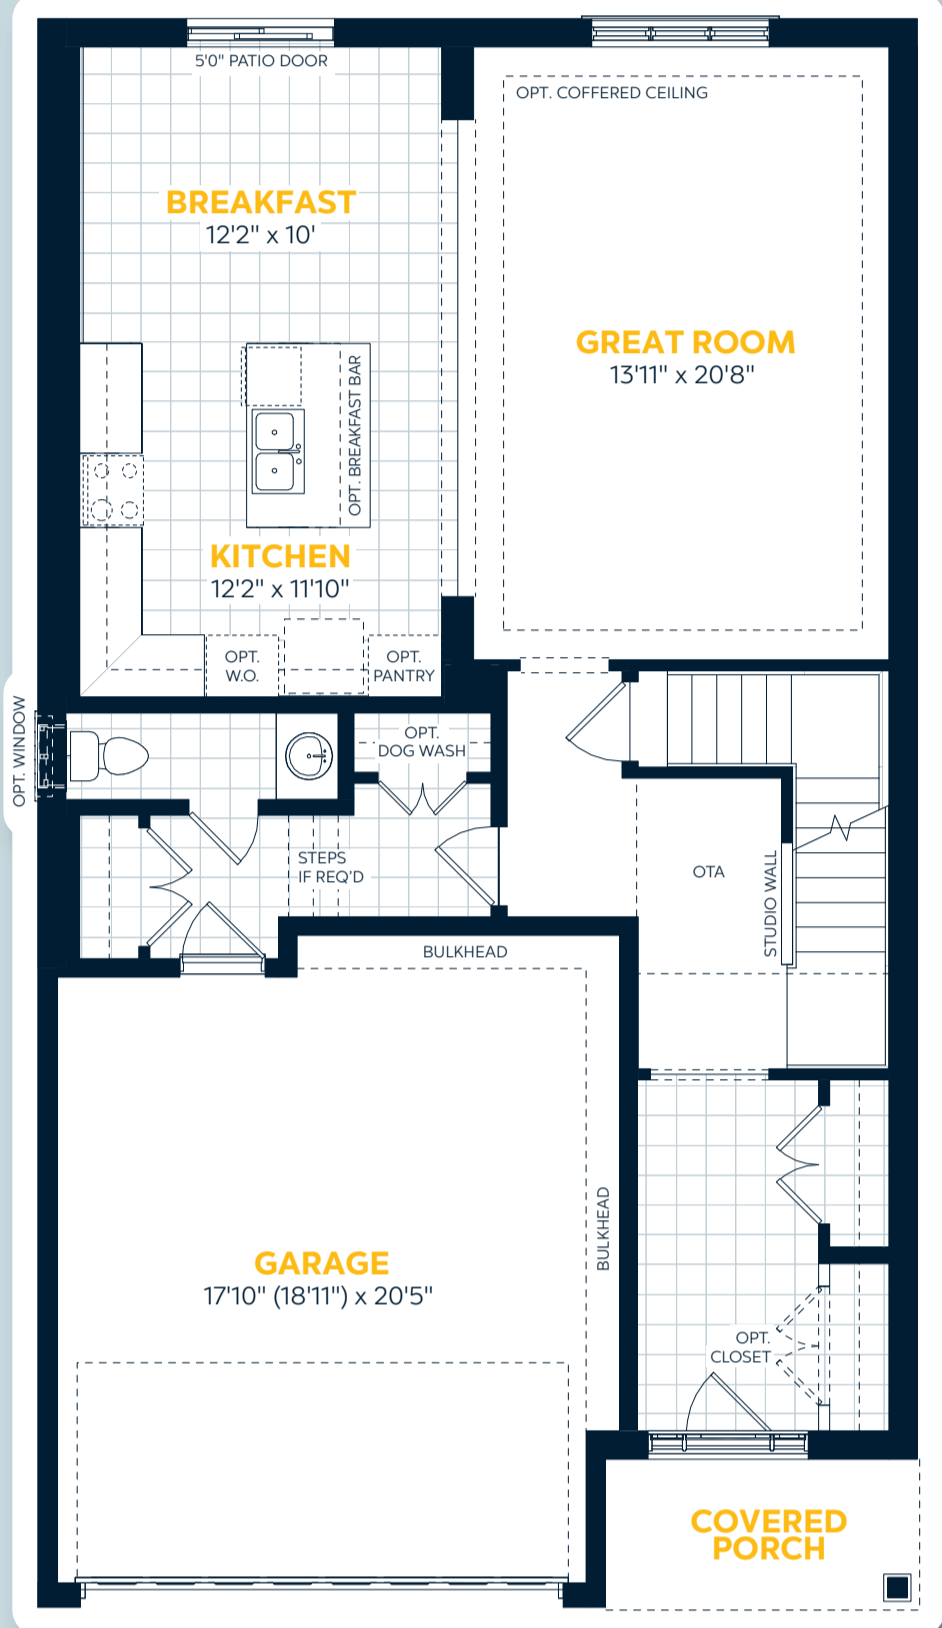 5'0" PATIO DOOR
OPT. COFFERED CEILING
BREAKFAST
12'2" x 10'
GREAT ROOM
13'11" x 20'8"
OPT. BREAKFAST BAR
KITCHEN
12'2" x 11'10"
OPT.
W.O.
OPT.
PANTRY
OPT. WINDOW
OPT.
DOG WASH
STEPS
IF REQ'D
OTA
STUDIO WALL
BULKHEAD
BULKHEAD
GARAGE
17'10" (18'11") x 20'5"
OPT.
CLOSET
COVERED
PORCH